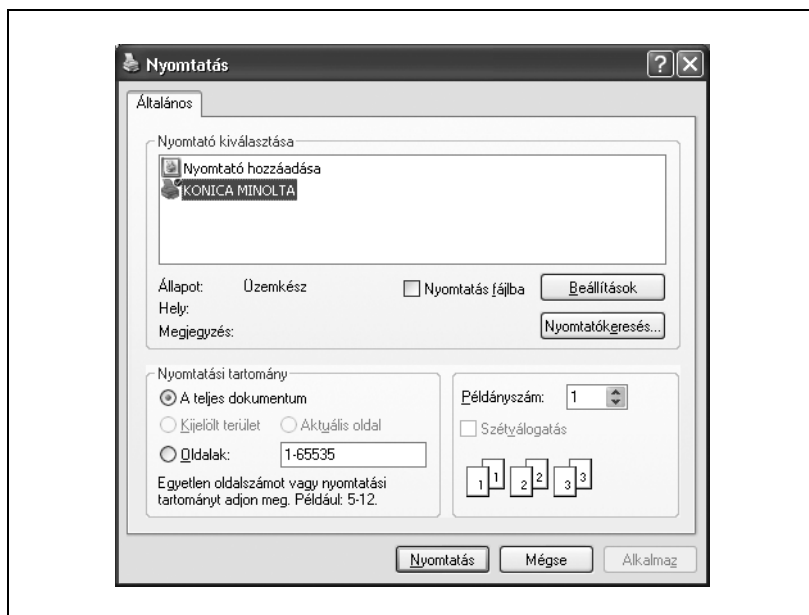 Nyomtatás
Általános
Nyomtató kiválasztása
Nyomtató hozzáadása
KONICA MINOLTA
Állapot: Üzemkész
Nyomtatás fájlba
Beállítások
Hely:
Megjegyzés:
Nyomtatókeresés...
Nyomtatási tartomány
A teljes dokumentum
Kijelölt terület
Aktuális oldal
Oldalak: 1-65535
Egyetlen oldalszámot vagy nyomtatási
tartományt adjon meg. Például: 5-12.
Példányszám: 1
Szétválogatás
1 1 2 2 3 3
Nyomtatás
Mégse
Alkalmaz